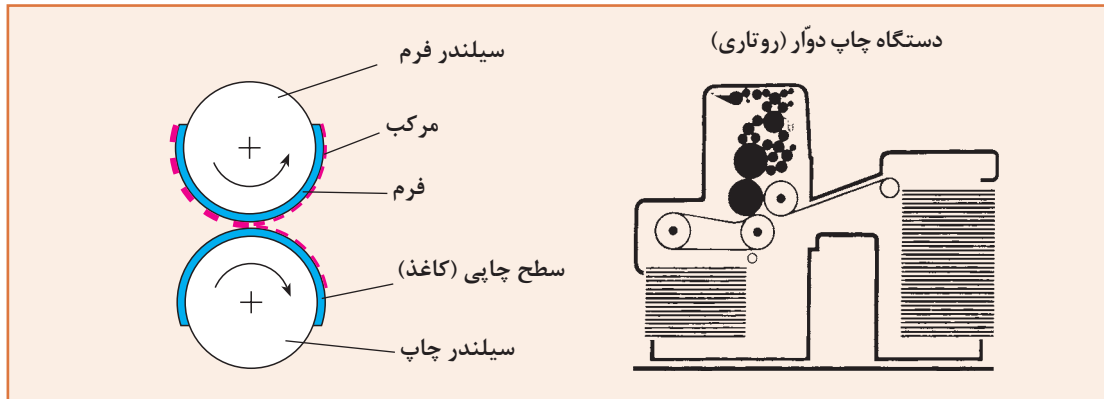 دستگاه چاپ دوّار (روتاری)
سیلندر فرم
مرکب
فرم
سطح چاپی (کاغذ)
سیلندر چاپ